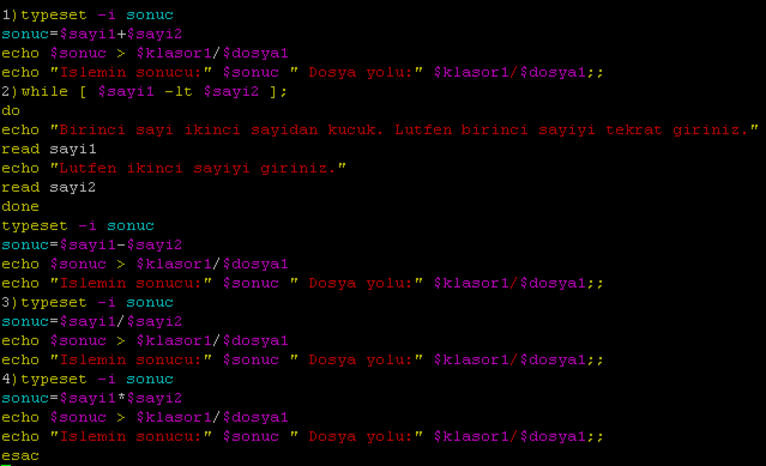 1)typeset -i sonuc
sonuc=$sayi1+$sayi2
echo $sonuc > $klasor1/$dosya1
echo "Islemin sonucu:" $sonuc " Dosya yolu:" $klasor1/$dosya1;;
2)while [ $sayi1 -lt $sayi2 ];
do
echo "Birinci sayi ikinci sayidan kucuk. Lutfen birinci sayiyi tekrat giriniz."
read sayi1
echo "Lutfen ikinci sayiyi giriniz."
read sayi2
done
typeset -i sonuc
sonuc=$sayi1-$sayi2
echo $sonuc > $klasor1/$dosya1
echo "Islemin sonucu:" $sonuc " Dosya yolu:" $klasor1/$dosya1;;
3)typeset -i sonuc
sonuc=$sayi1/$sayi2
echo $sonuc > $klasor1/$dosya1
echo "Islemin sonucu:" $sonuc " Dosya yolu:" $klasor1/$dosya1;;
4)typeset -i sonuc
sonuc=$sayi1*$sayi2
echo $sonuc > $klasor1/$dosya1
echo "Islemin sonucu:" $sonuc " Dosya yolu:" $klasor1/$dosya1;;
esac